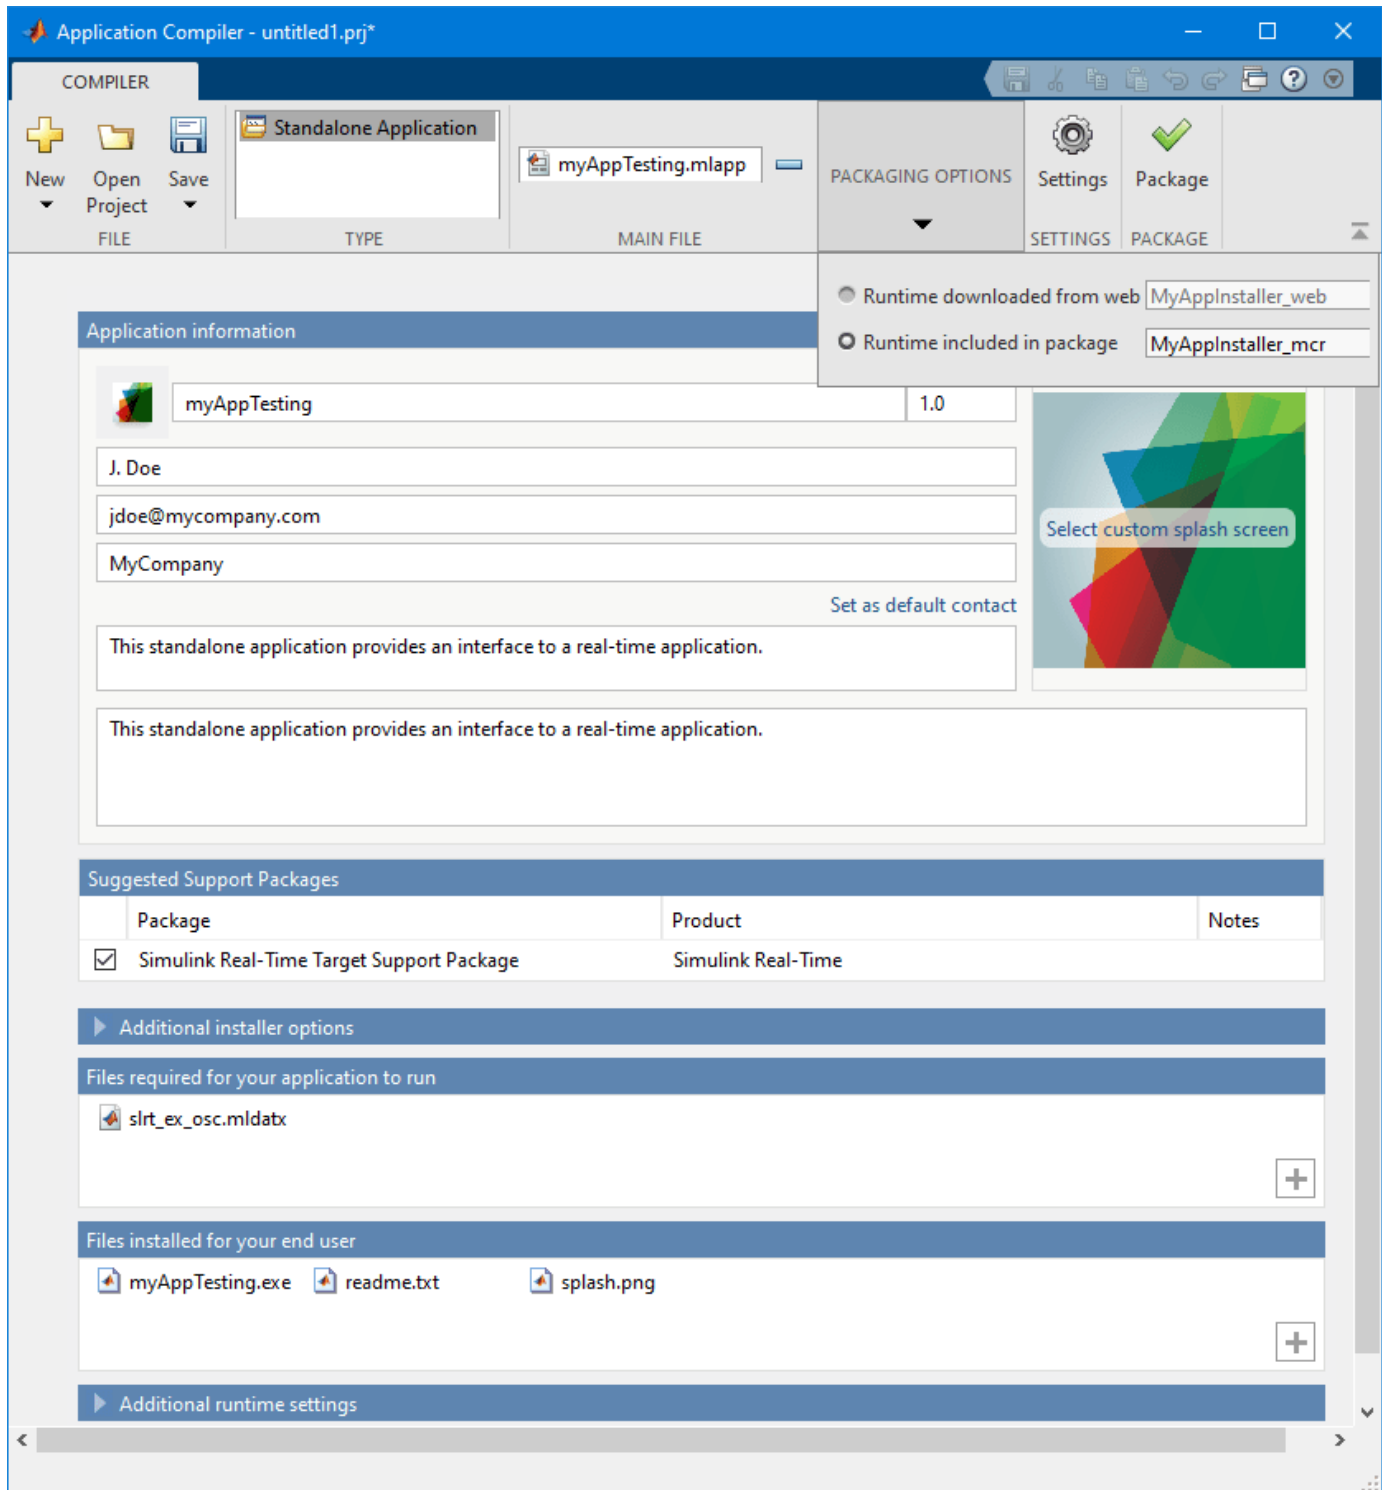 Application Compiler - untitled1.prj*
COMPILER
New
Open Project
Save
FILE
Standalone Application
TYPE
myAppTesting.mlapp
MAIN FILE
PACKAGING OPTIONS
Settings
SETTINGS
Package
PACKAGE
Runtime downloaded from web MyAppInstaller_web
Runtime included in package MyAppInstaller_mcr
Application information
myAppTesting 1.0
J. Doe
jdoe@mycompany.com
MyCompany
Set as default contact
Select custom splash screen
This standalone application provides an interface to a real-time application.
This standalone application provides an interface to a real-time application.
Suggested Support Packages
Package Product Notes
Simulink Real-Time Target Support Package Simulink Real-Time
Additional installer options
Files required for your application to run
slrt_ex_osc.mldatx
Files installed for your end user
myAppTesting.exe readme.txt splash.png
Additional runtime settings